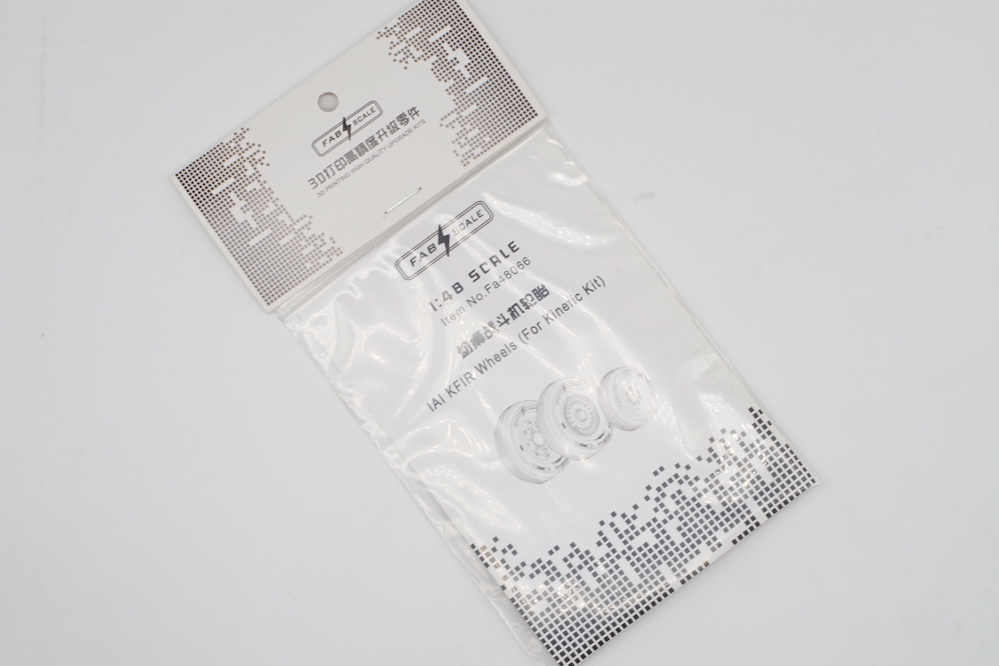 FAB SCALE
3D打印高精度升级零件
3D PRINTING HIGH QUALITY UPGRADE KITS
FAB SCALE
1:48 SCALE
Item No.Fa48066
幼狮战斗机轮胎
IAI KFIR Wheels (For Kinetic Kit)